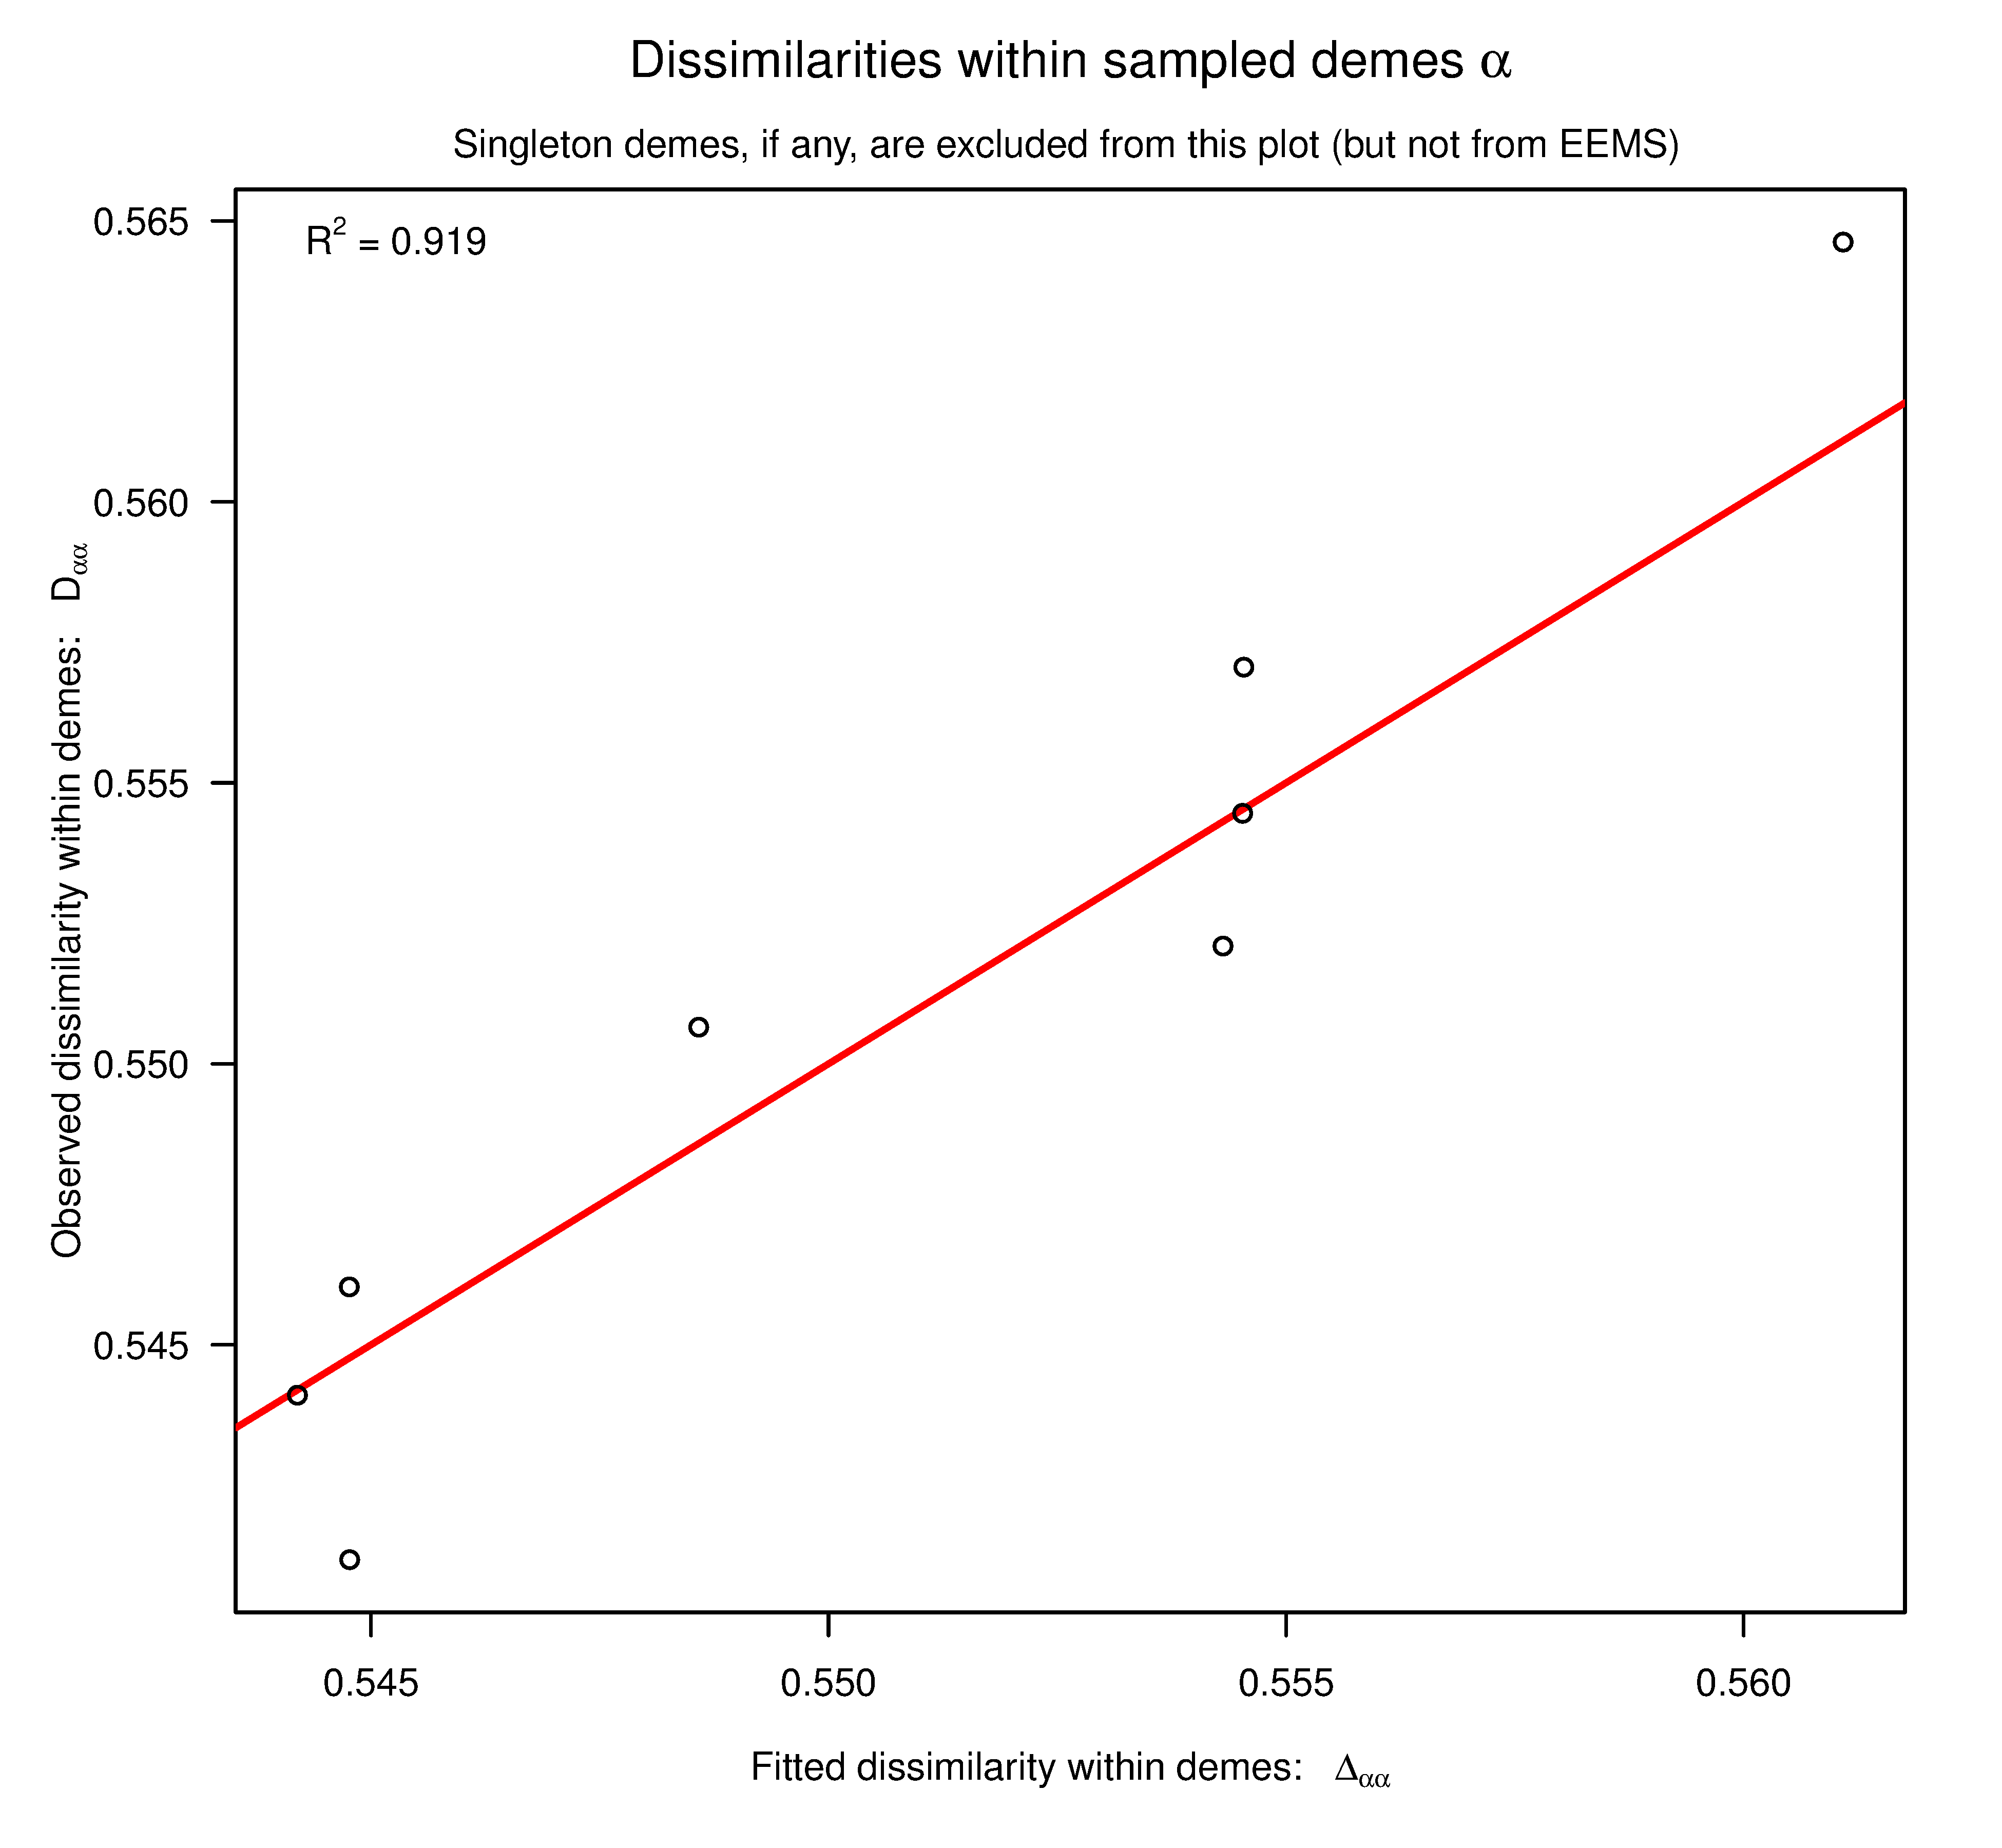 Dissimilarities within sampled demes α
Singleton demes, if any, are excluded from this plot (but not from EEMS)
R² = 0.919
0.565
0.560
0.555
0.550
0.545
Observed dissimilarity within demes: Dαα
0.545 0.550 0.555 0.560
Fitted dissimilarity within demes: Δαα